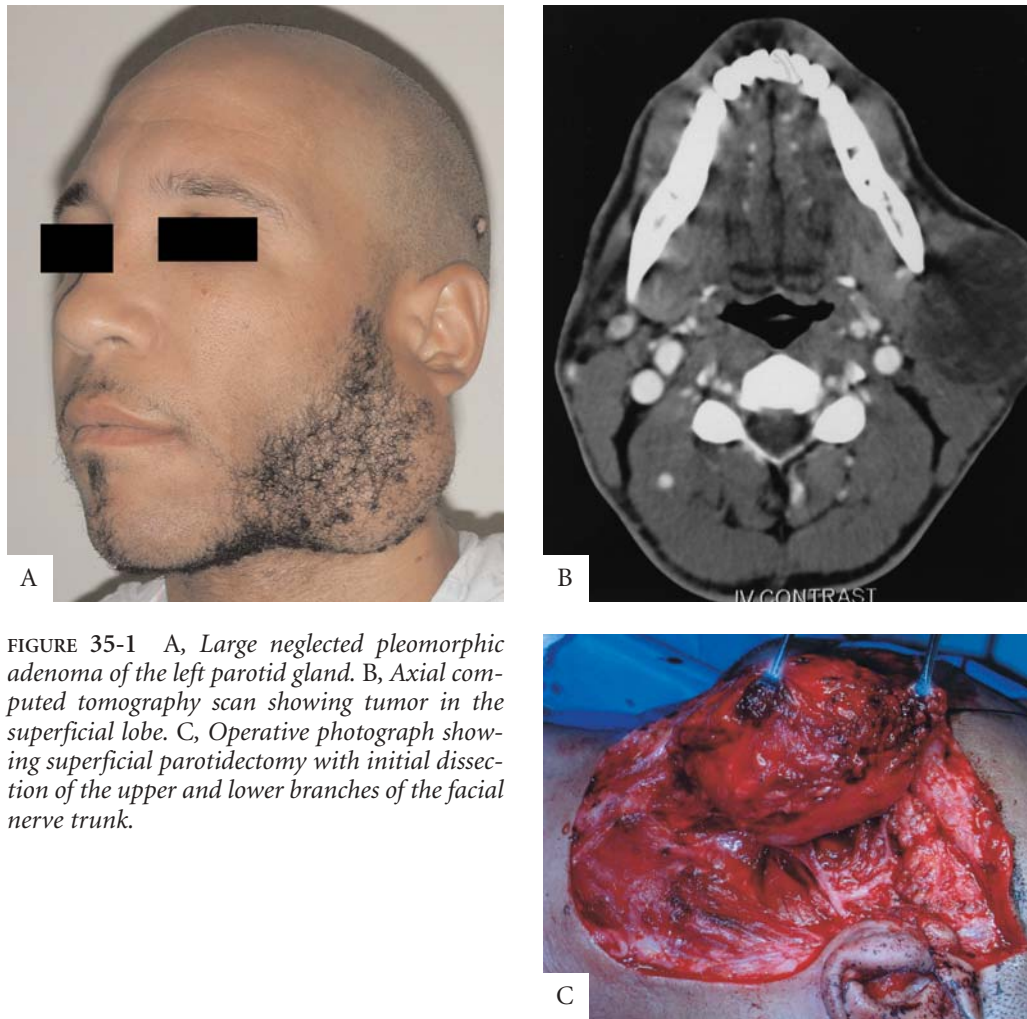 A
B
IV CONTRAST
FIGURE 35-1 A, Large neglected pleomorphic
adenoma of the left parotid gland. B, Axial com-
puted tomography scan showing tumor in the
superficial lobe. C, Operative photograph show-
ing superficial parotidectomy with initial dissec-
tion of the upper and lower branches of the facial
nerve trunk.
C